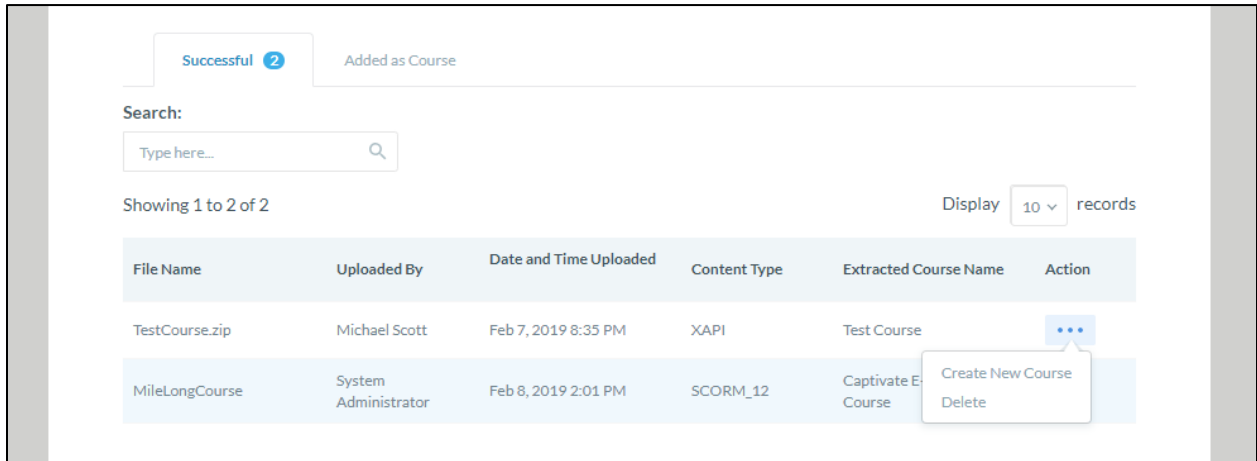 Successful 2 Added as Course
Search:
Type here...
Showing 1 to 2 of 2 Display 10 records
File Name Uploaded By Date and Time Uploaded Content Type Extracted Course Name Action
TestCourse.zip Michael Scott Feb 7, 2019 8:35 PM XAPI Test Course
Create New Course
MileLongCourse System Administrator Feb 8, 2019 2:01 PM SCORM_12 Captivate E- Course
Delete